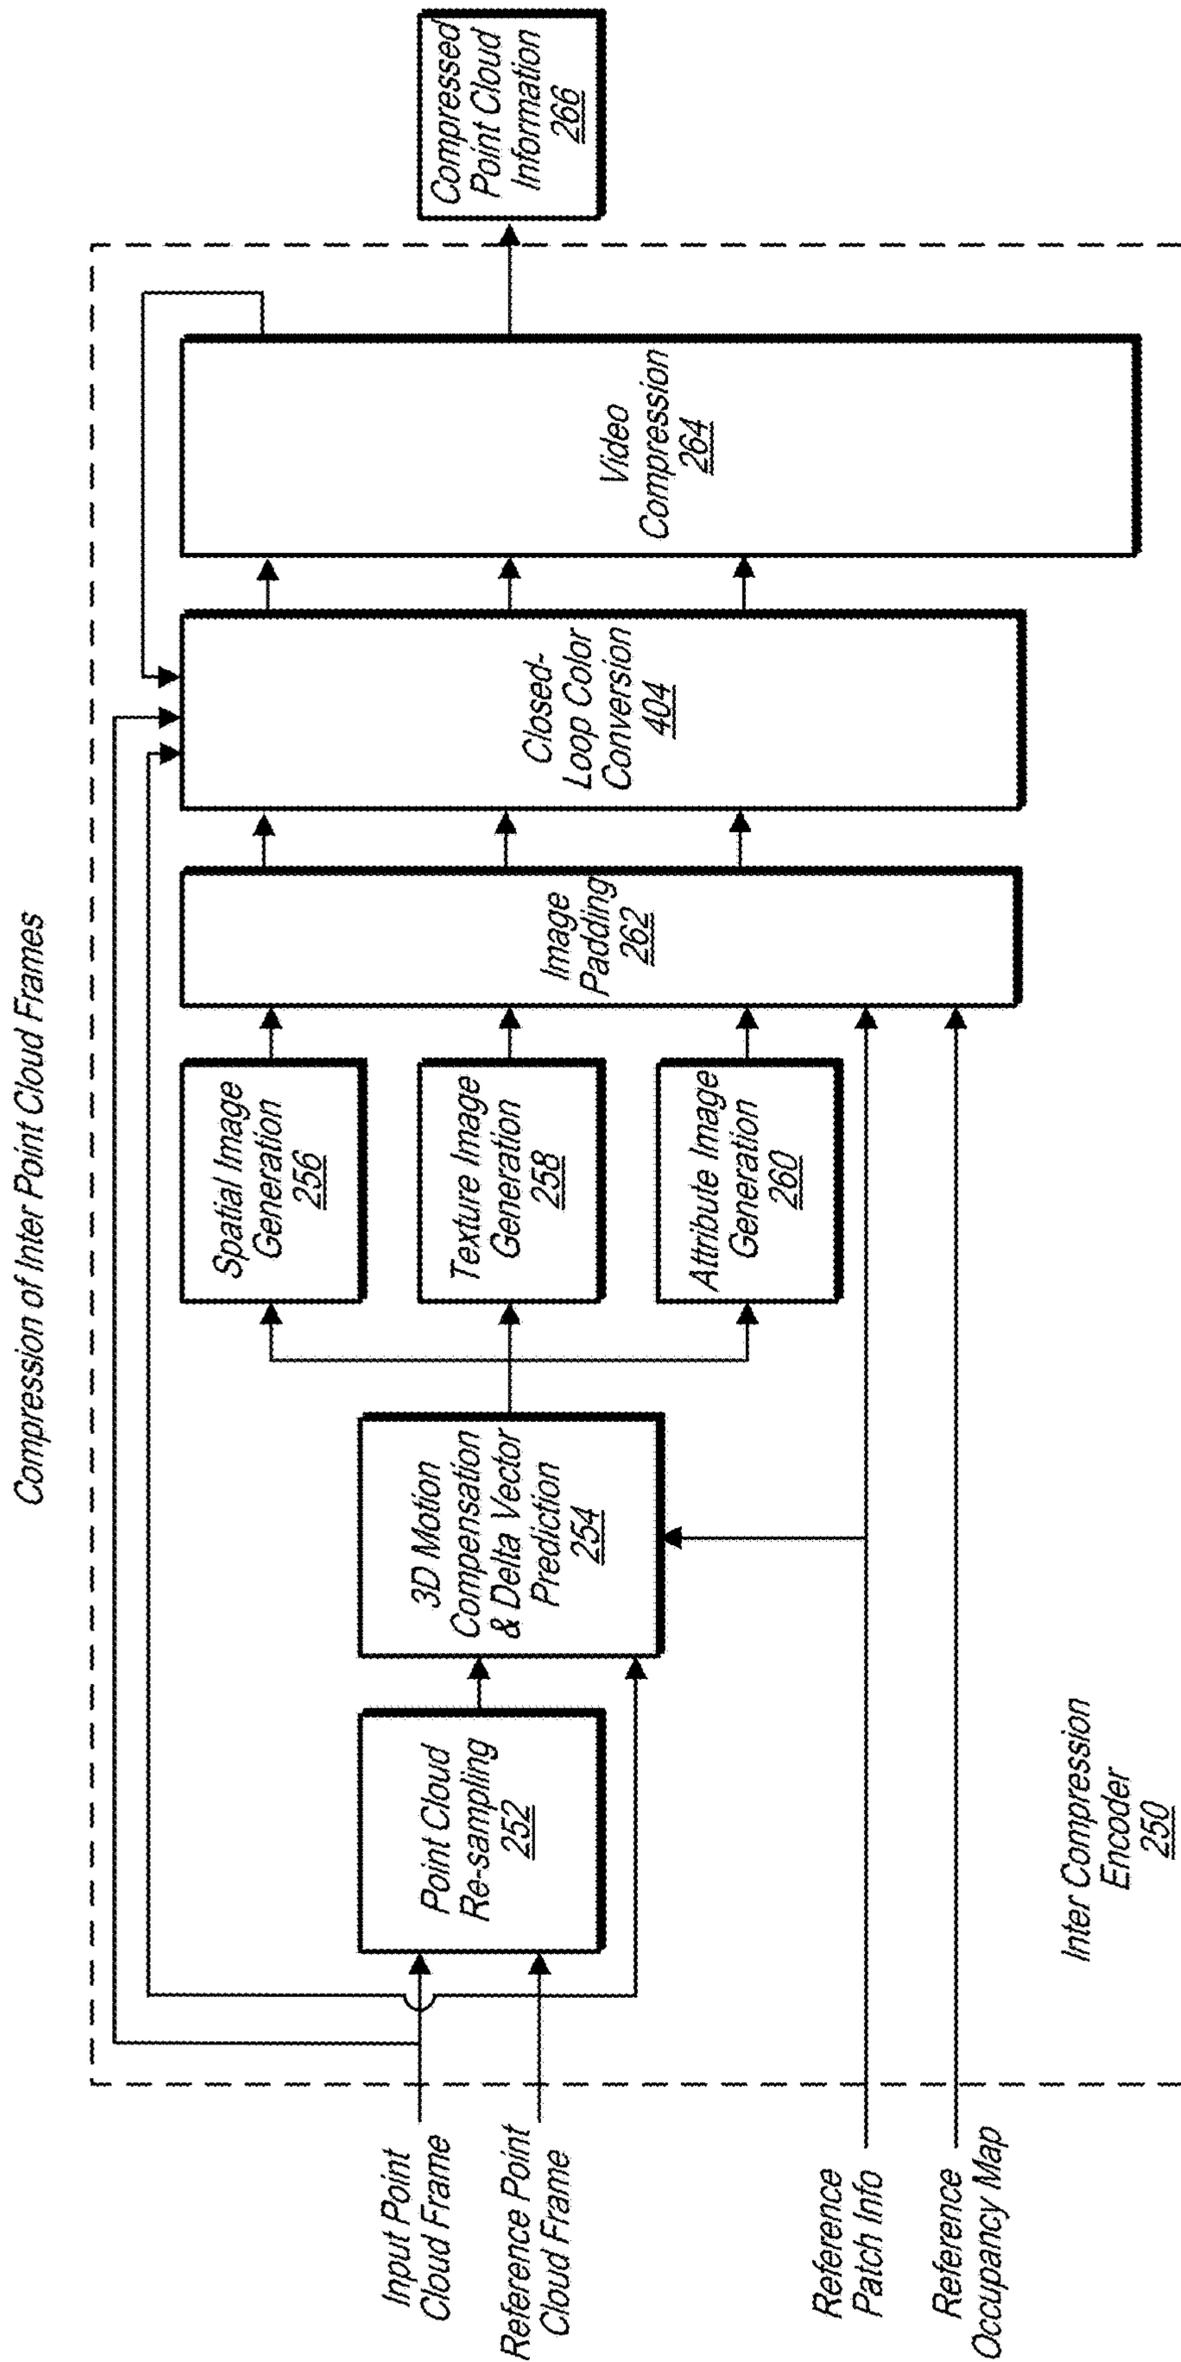 Compression of Inter Point Cloud Frames
Input Point
Cloud Frame
Reference Point
Cloud Frame
Reference
Patch Info
Reference
Occupancy Map
Point Cloud
Re-sampling
252
3D Motion
Compensation
& Delta Vector
Prediction
254
Spatial Image
Generation
256
Texture Image
Generation
258
Attribute Image
Generation
260
Image
Padding
262
Closed-
Loop Color
Conversion
404
Video
Compression
264
Compressed
Point Cloud
Information
266
Inter Compression
Encoder
250